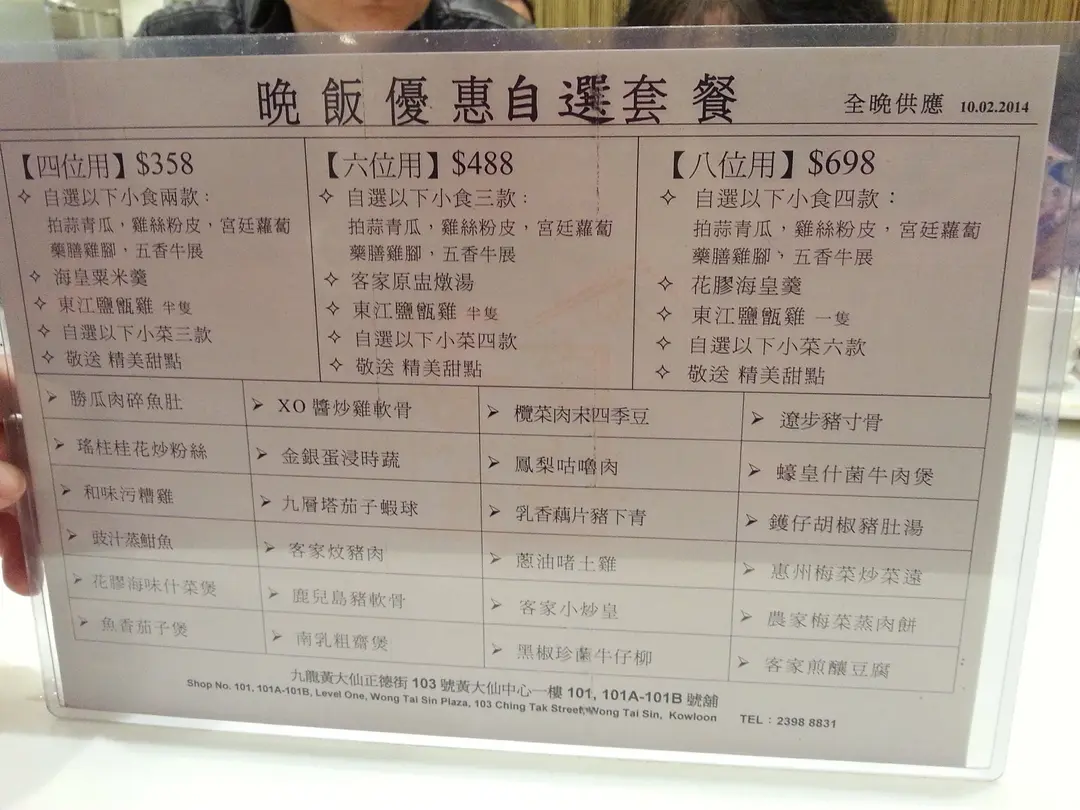 晚飯優惠自選套餐
全晚供應 10.02.2014
【四位用】$358
✧ 自選以下小食兩款：
拍蒜青瓜，雞絲粉皮，宮廷蘿蔔
藥膳雞腳，五香牛展
✧ 海皇粟米羹
✧ 東江鹽甑雞 半隻
✧ 自選以下小菜三款
✧ 敬送 精美甜點
【六位用】$488
✧ 自選以下小食三款：
拍蒜青瓜，雞絲粉皮，宮廷蘿蔔
藥膳雞腳，五香牛展
✧ 客家原盅燉湯
✧ 東江鹽甑雞 半隻
✧ 自選以下小菜四款
✧ 敬送 精美甜點
【八位用】$698
✧ 自選以下小食四款：
拍蒜青瓜，雞絲粉皮，宮廷蘿蔔
藥膳雞腳、五香牛展
✧ 花膠海皇羹
✧ 東江鹽甑雞 一隻
✧ 自選以下小菜六款
✧ 敬送 精美甜點
➢ 勝瓜肉碎魚肚
➢ XO 醬炒雞軟骨
➢ 欖菜肉末四季豆
➢ 遼步豬寸骨
➢ 瑤柱桂花炒粉絲
➢ 金銀蛋浸時蔬
➢ 鳳梨咕嚕肉
➢ 蠔皇什菌牛肉煲
➢ 和味污糟雞
➢ 九層塔茄子蝦球
➢ 乳香藕片豬下青
➢ 鑊仔胡椒豬肚湯
➢ 豉汁蒸鮒魚
➢ 客家炆豬肉
➢ 蔥油啫土雞
➢ 惠州梅菜炒菜遠
➢ 花膠海味什菜煲
➢ 鹿兒島豬軟骨
➢ 客家小炒皇
➢ 農家梅菜蒸肉餅
➢ 魚香茄子煲
➢ 南乳粗齋煲
➢ 黑椒珍菌牛仔柳
➢ 客家煎釀豆腐
九龍黃大仙正德街 103 號黃大仙中心一樓 101, 101A-101B 號舖
Shop No. 101, 101A-101B, Level One, Wong Tai Sin Plaza, 103 Ching Tak Street, Wong Tai Sin, Kowloon TEL：2398 8831